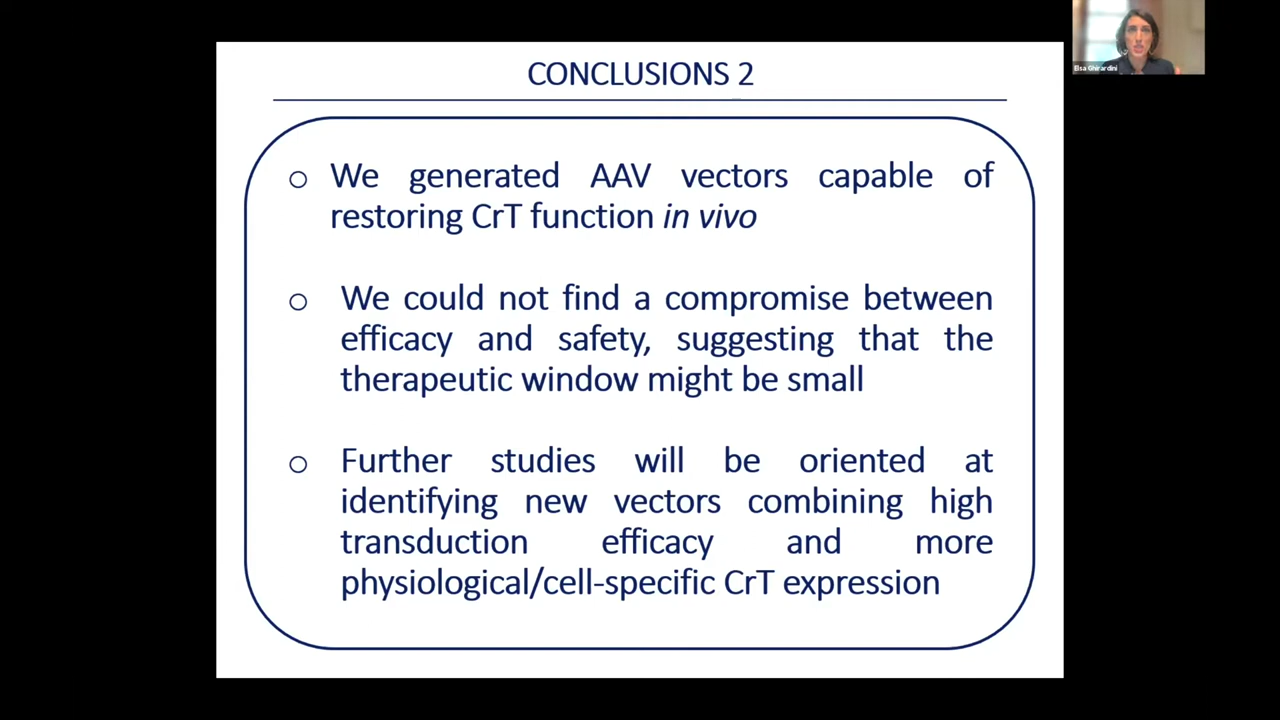 CONCLUSIONS 2
Elsa Ghirardini
o We generated AAV vectors capable of
restoring CrT function in vivo
o We could not find a compromise between
efficacy and safety, suggesting that the
therapeutic window might be small
o Further studies will be oriented at
identifying new vectors combining high
transduction efficacy and more
physiological/cell-specific CrT expression